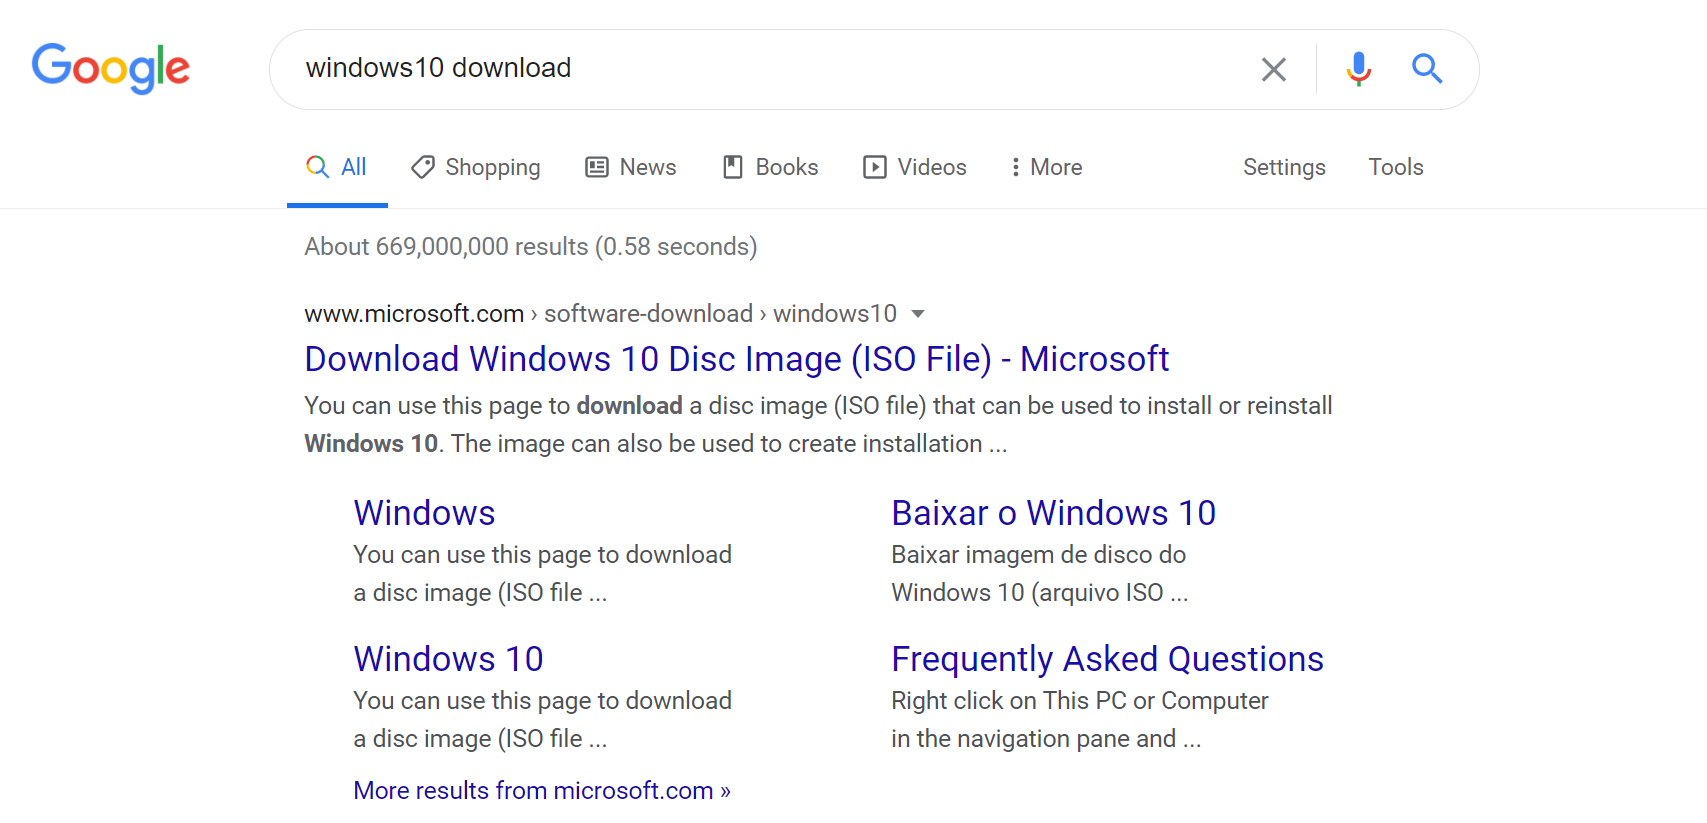 Google
windows10 download
All Shopping News Books Videos More Settings Tools
About 669,000,000 results (0.58 seconds)
www.microsoft.com › software-download › windows10
Download Windows 10 Disc Image (ISO File) - Microsoft
You can use this page to download a disc image (ISO file) that can be used to install or reinstall
Windows 10. The image can also be used to create installation ...
Windows
You can use this page to download
a disc image (ISO file ...
Baixar o Windows 10
Baixar imagem de disco do
Windows 10 (arquivo ISO ...
Windows 10
You can use this page to download
a disc image (ISO file ...
Frequently Asked Questions
Right click on This PC or Computer
in the navigation pane and ...
More results from microsoft.com »